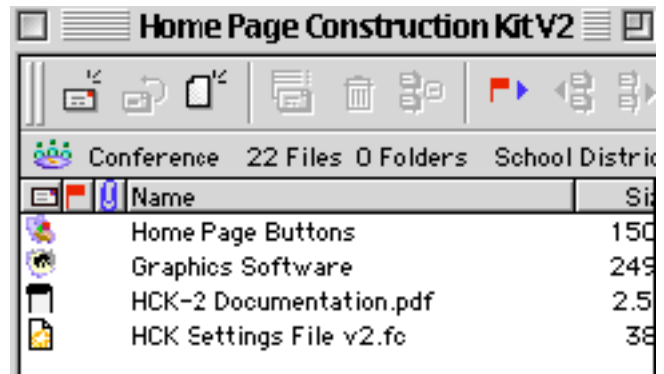 Home Page Construction Kit V2
Conference 22 Files 0 Folders School Distric
Name Siz
Home Page Buttons 150
Graphics Software 249
HCK-2 Documentation.pdf 2.5
HCK Settings File v2.fc 38